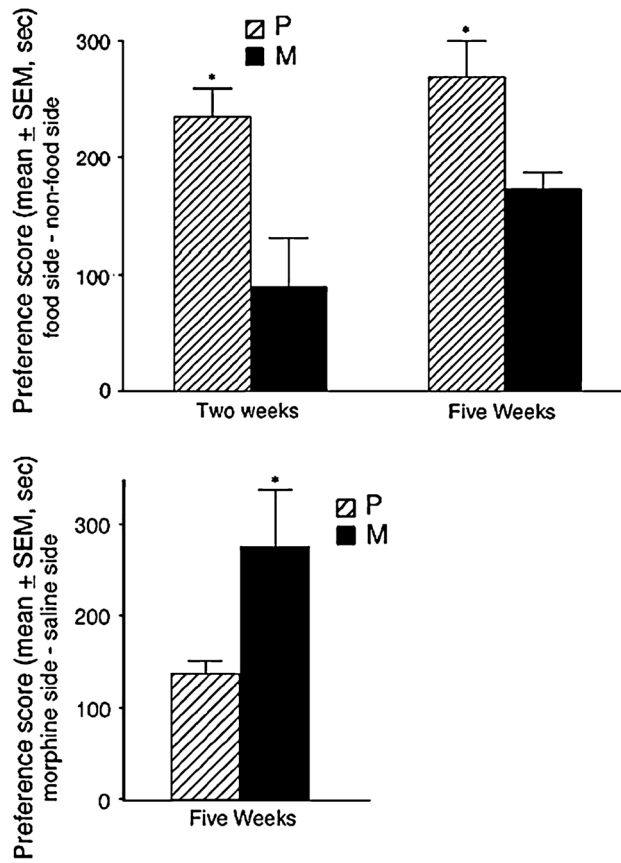 Preference score (mean ± SEM, sec)
food side - non-food side
300
200
100
0
P
M
*
*
Two weeks
Five Weeks
Preference score (mean ± SEM, sec)
morphine side - saline side
300
200
100
0
P
M
*
Five Weeks